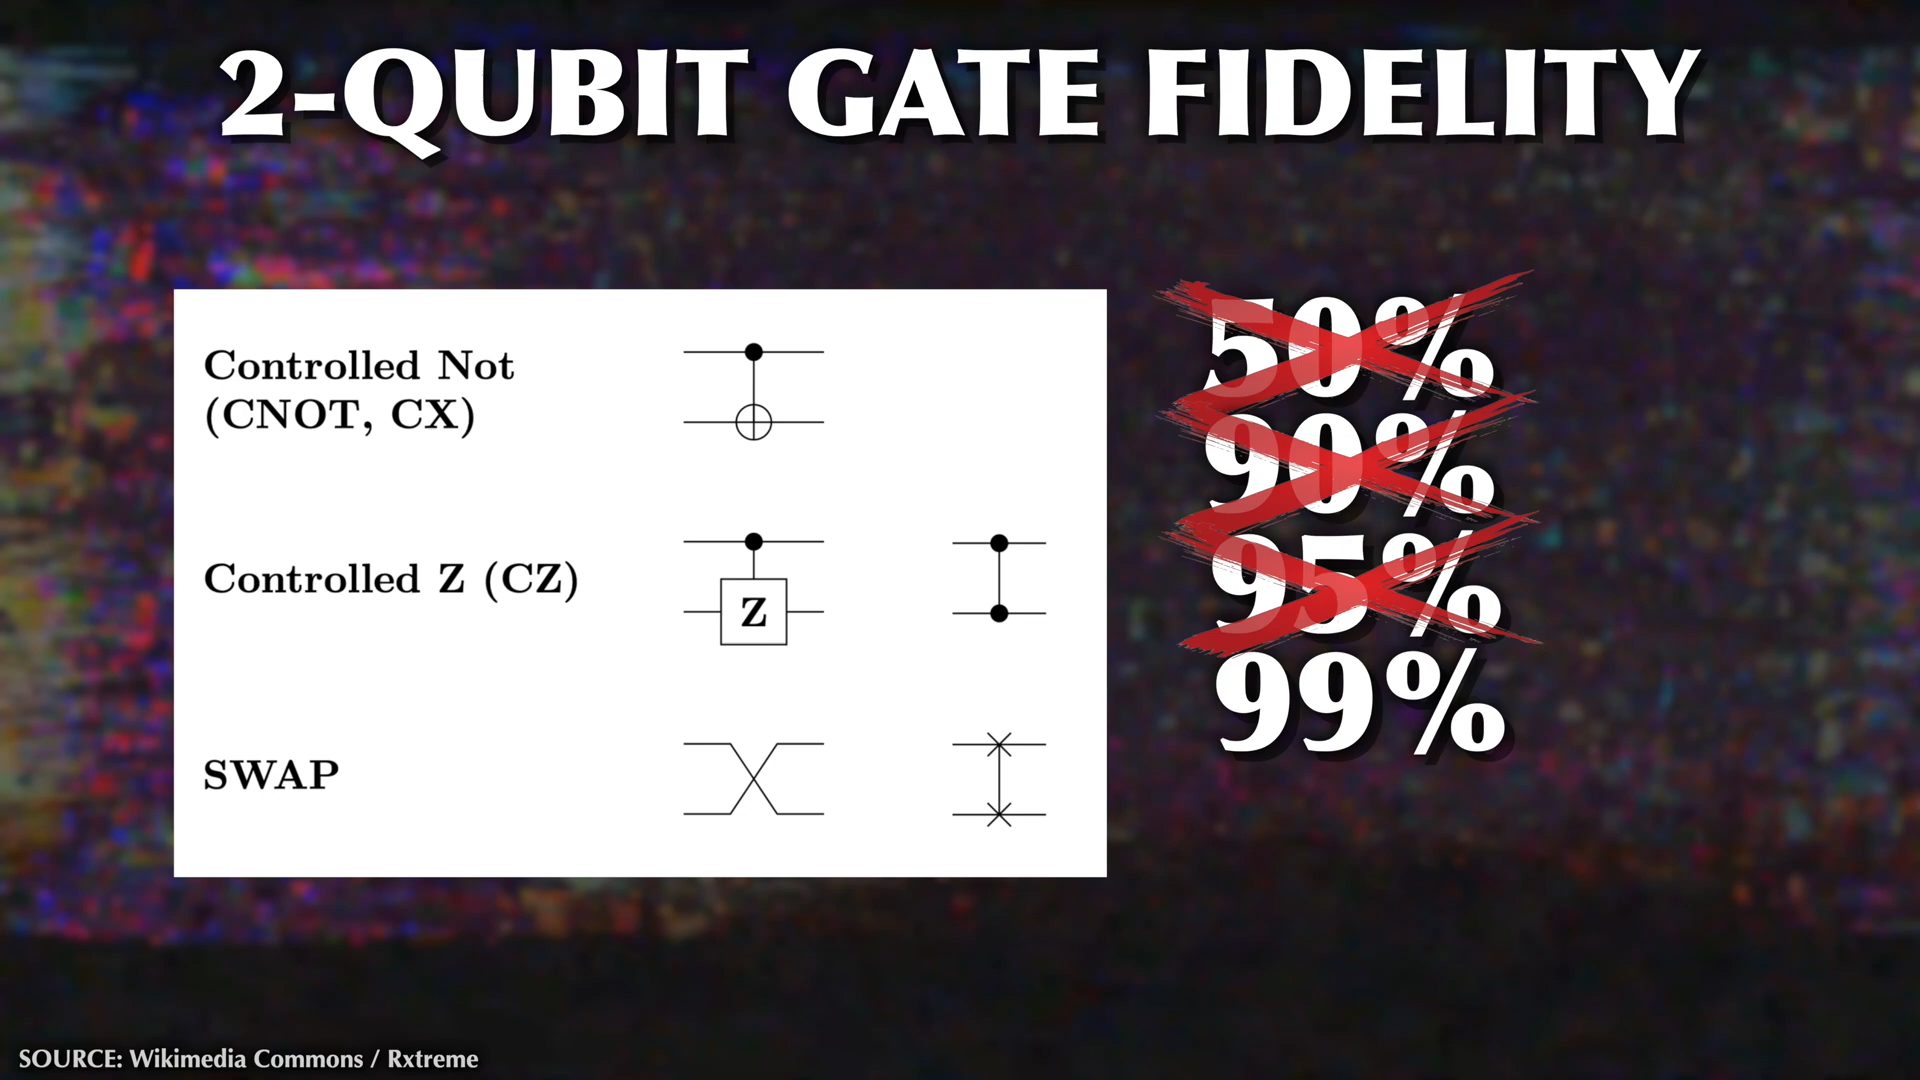 2-QUBIT GATE FIDELITY
Controlled Not
(CNOT, CX)
Controlled Z (CZ)
Z
SWAP
50%
90%
95%
99%
SOURCE: Wikimedia Commons / Rxtreme